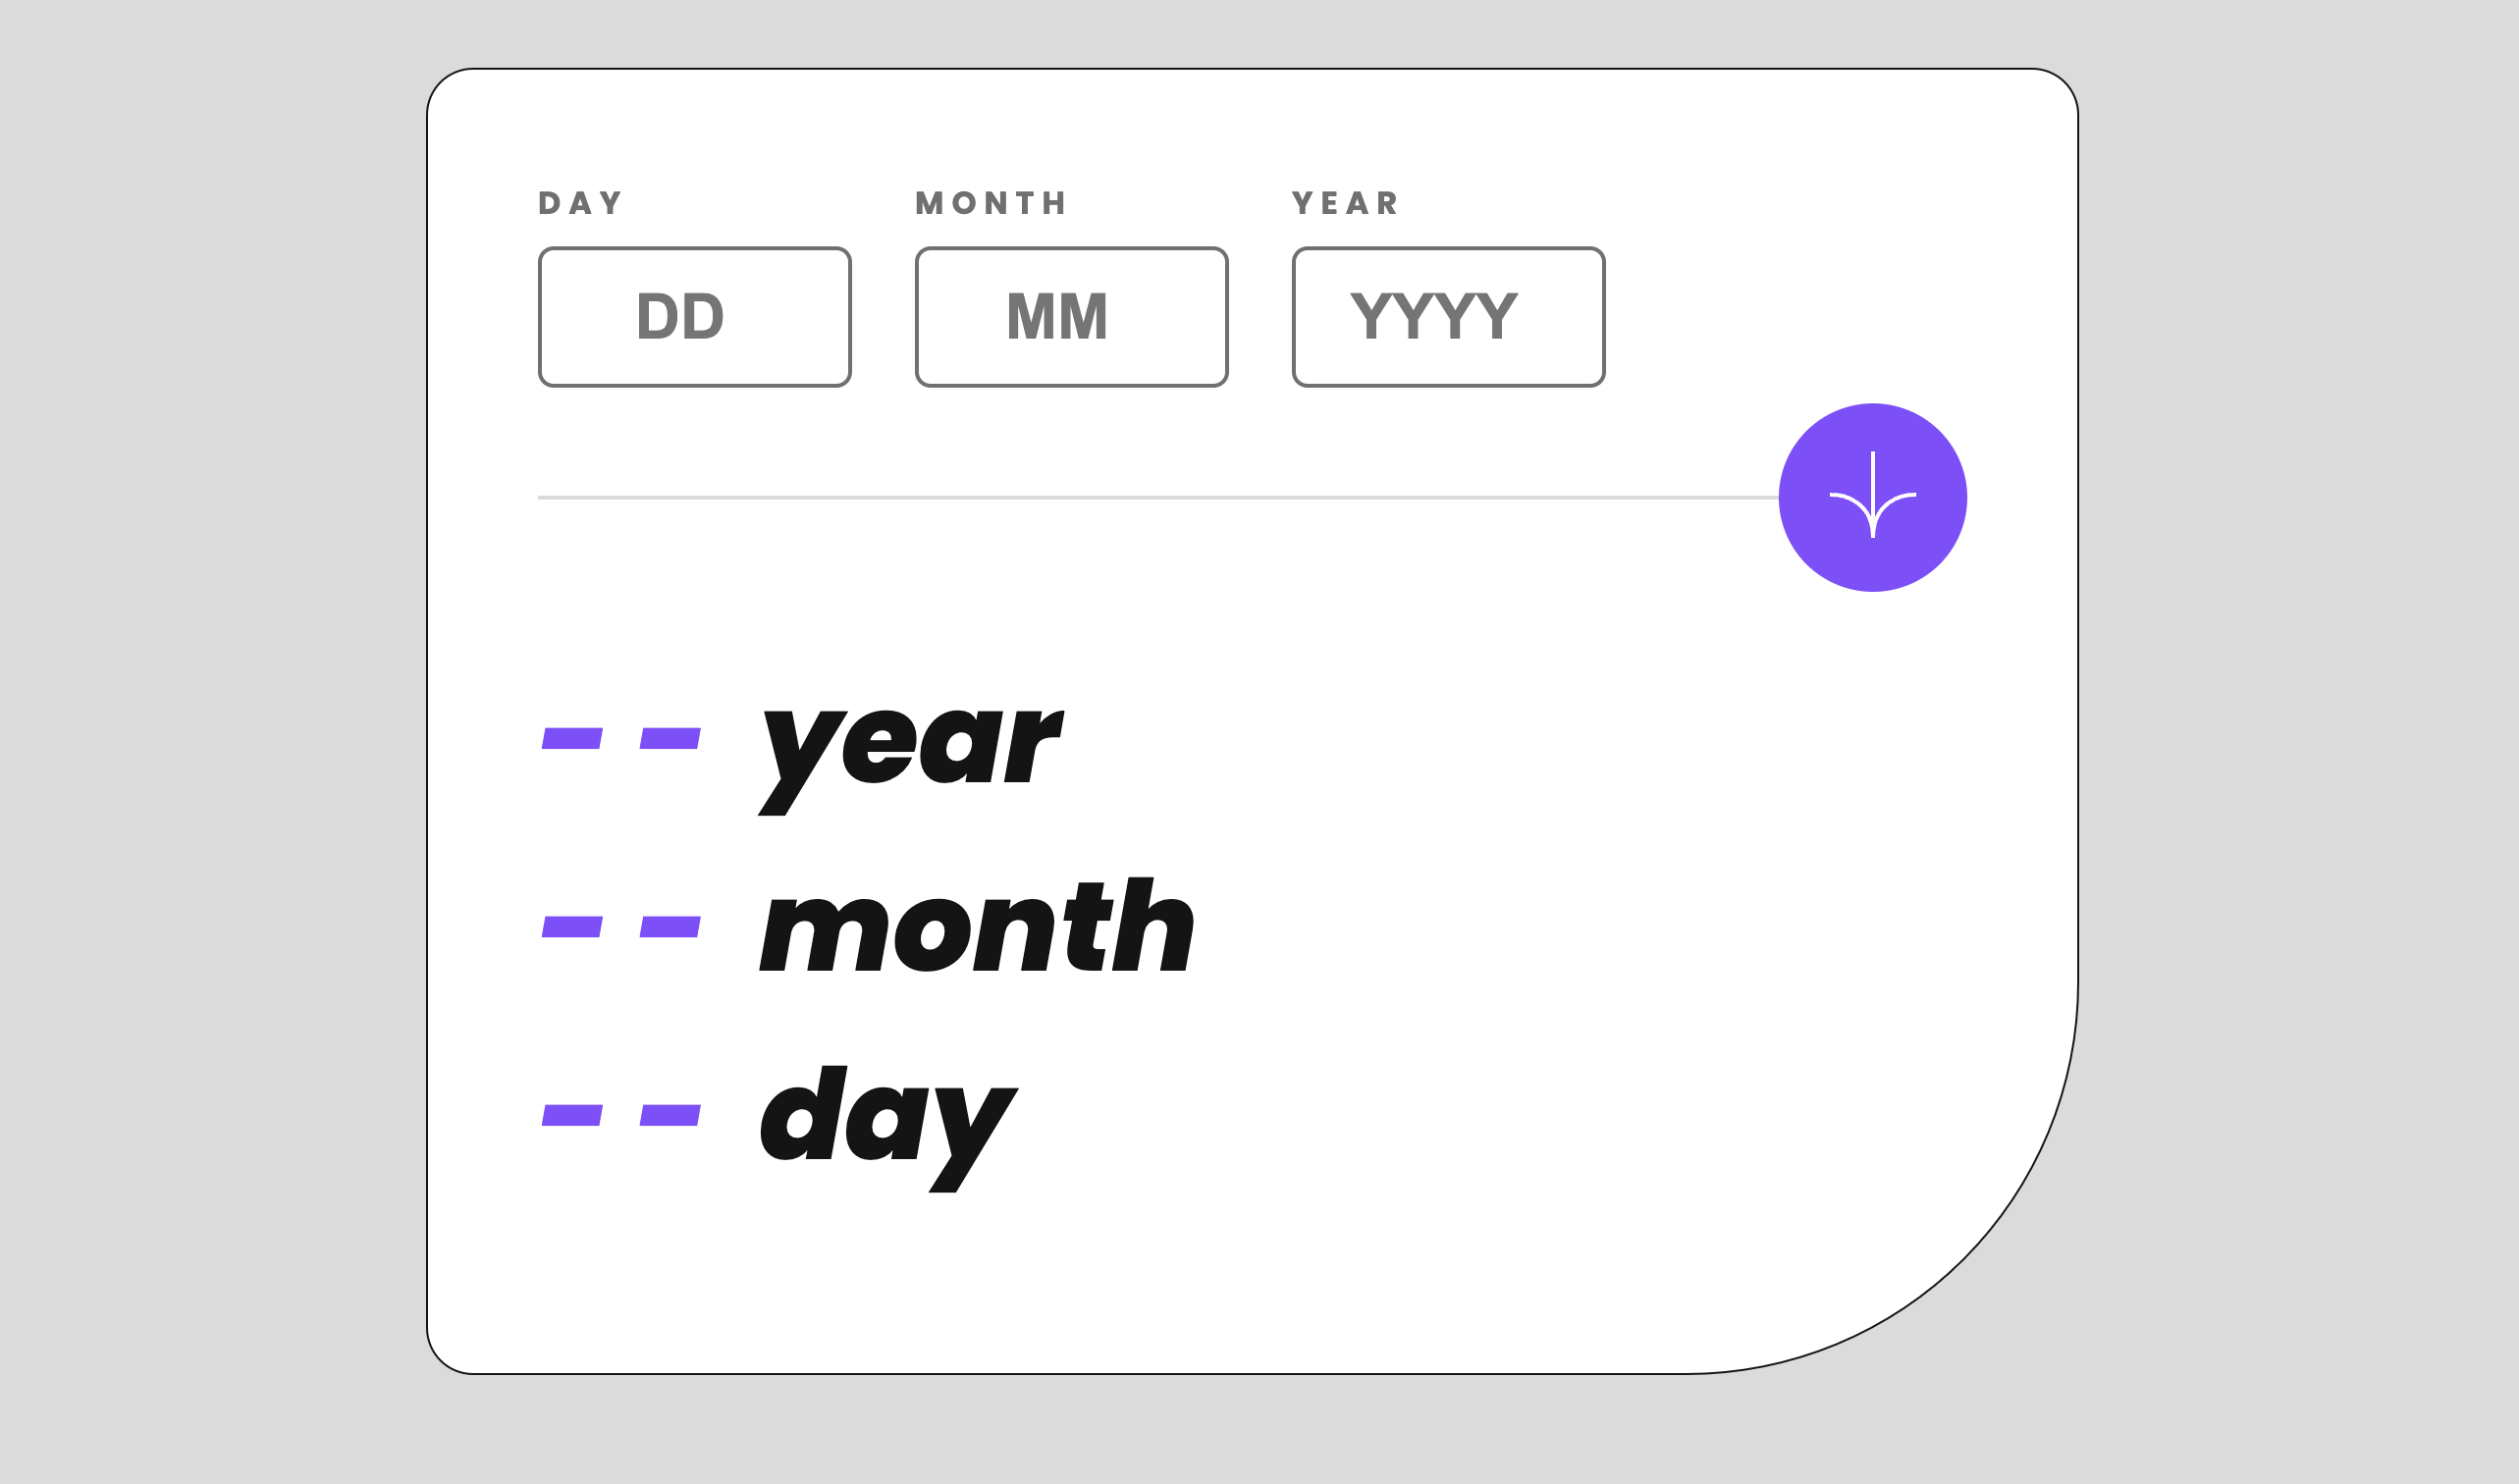 DAY MONTH YEAR
DD MM YYYY
-- year
-- month
-- day